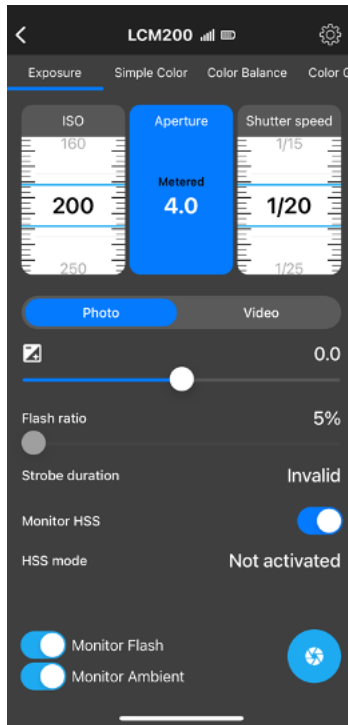 LCM200
Exposure Simple Color Color Balance Color C
ISO Aperture Shutter speed
160 1/15
Metered
200 4.0 1/20
250 1/25
Photo Video
0.0
Flash ratio 5%
Strobe duration Invalid
Monitor HSS
HSS mode Not activated
Monitor Flash
Monitor Ambient